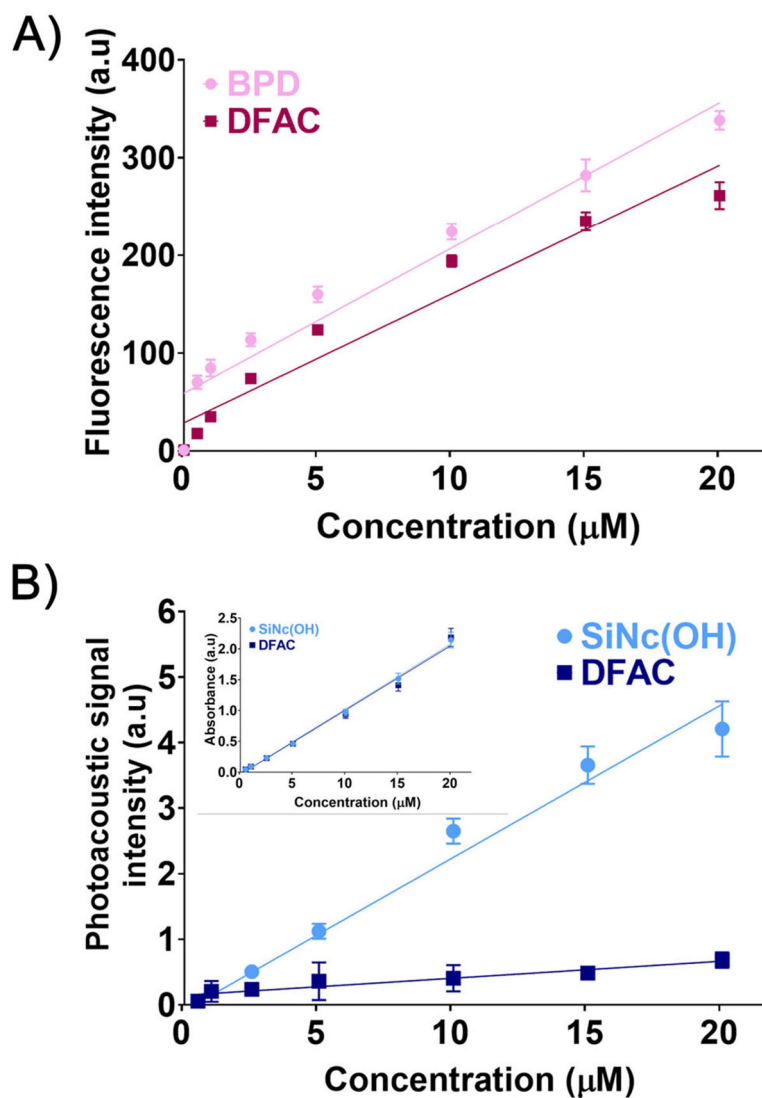 A)
Fluorescence intensity (a.u)
400
300
200
100
0
BPD
DFAC
0 5 10 15 20
Concentration (μM)
B)
Photoacoustic signal
intensity (a.u)
6
5
4
3
2
1
0
SiNc(OH)
DFAC
Absorbance (a.u)
2.5
2.0
1.5
1.0
0.5
0.0
SiNc(OH)
DFAC
0 5 10 15 20
Concentration (μM)
0 5 10 15 20
Concentration (μM)